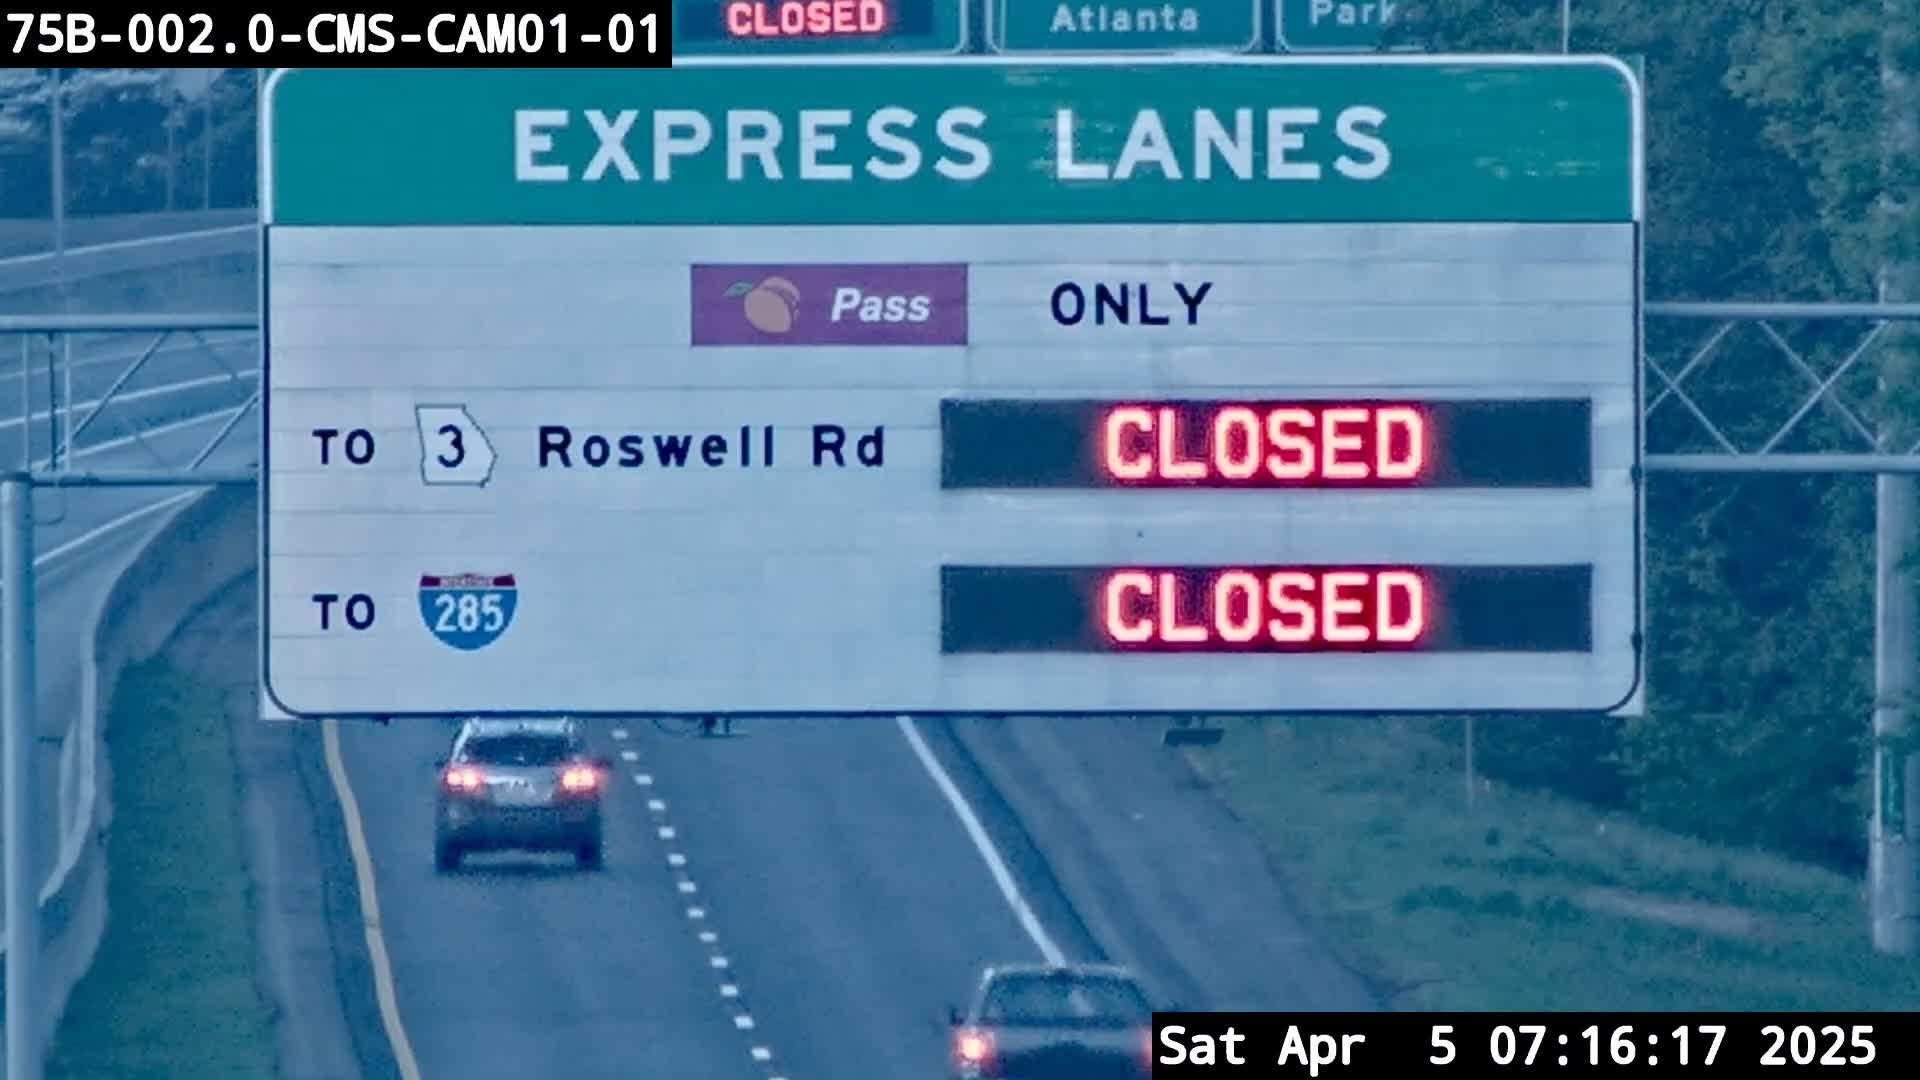 75B-002.0-CMS-CAM01-01
CLOSED
Atlanta
Park
EXPRESS LANES
Pass ONLY
TO 3 Roswell Rd CLOSED
TO 285 CLOSED
Sat Apr 5 07:16:17 2025